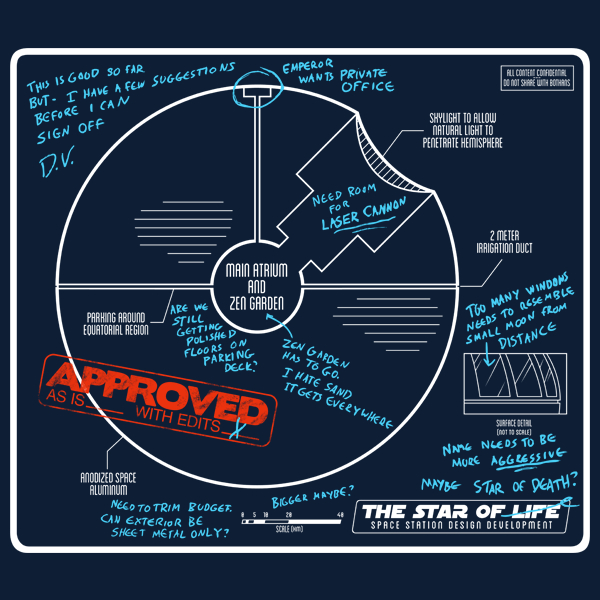 THIS IS GOOD SO FAR
BUT- I HAVE A FEW SUGGESTIONS
BEFORE I CAN
SIGN OFF
D.V.
EMPEROR
WANTS PRIVATE
OFFICE
ALL CONTENT CONFIDENTIAL
DO NOT SHARE WITH BOTHANS
SKYLIGHT TO ALLOW
NATURAL LIGHT TO
PENETRATE HEMISPHERE
NEED ROOM
FOR
LASER CANNON
2 METER
IRRIGATION DUCT
MAIN ATRIUM
AND
ZEN GARDEN
PARKING AROUND
EQUATORIAL REGION
ARE WE
STILL
GETTING
POLISHED
FLOORS ON
PARKING
DECK?
ZEN GARDEN
HAS TO GO.
I HATE SAND
IT GETS EVERYWHERE
TOO MANY WINDOWS
NEEDS TO RESEMBLE
SMALL MOON FROM
DISTANCE
APPROVED
AS IS ___ WITH EDITS ___
SURFACE DETAIL
(NOT TO SCALE)
NAME NEEDS TO BE
MORE AGGRESSIVE
MAYBE STAR OF DEATH?
ANODIZED SPACE
ALUMINUM
NEED TO TRIM BUDGET.
CAN EXTERIOR BE
SHEET METAL ONLY?
BIGGER MAYBE?
0 5 10 20 40
SCALE (KM)
THE STAR OF LIFE
SPACE STATION DESIGN DEVELOPMENT